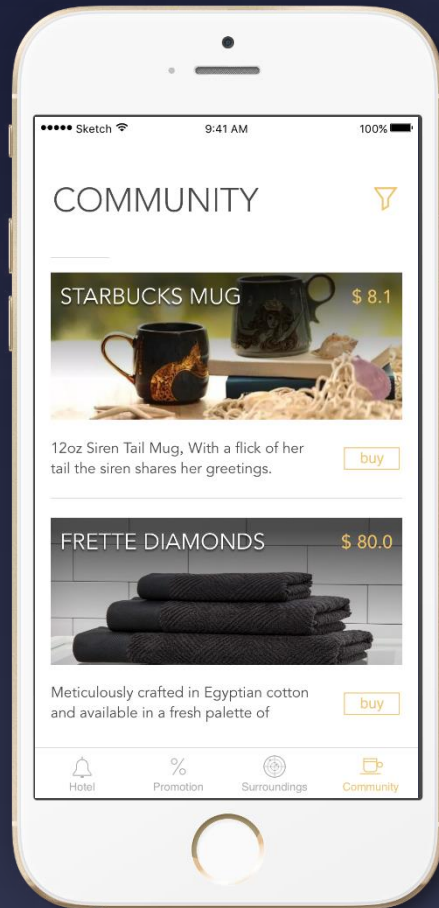 Sketch
9:41 AM
100%
COMMUNITY
STARBUCKS MUG
$ 8.1
12oz Siren Tail Mug, With a flick of her
tail the siren shares her greetings.
buy
FRETTE DIAMONDS
$ 80.0
Meticulously crafted in Egyptian cotton
and available in a fresh palette of
buy
Hotel
Promotion
Surroundings
Community